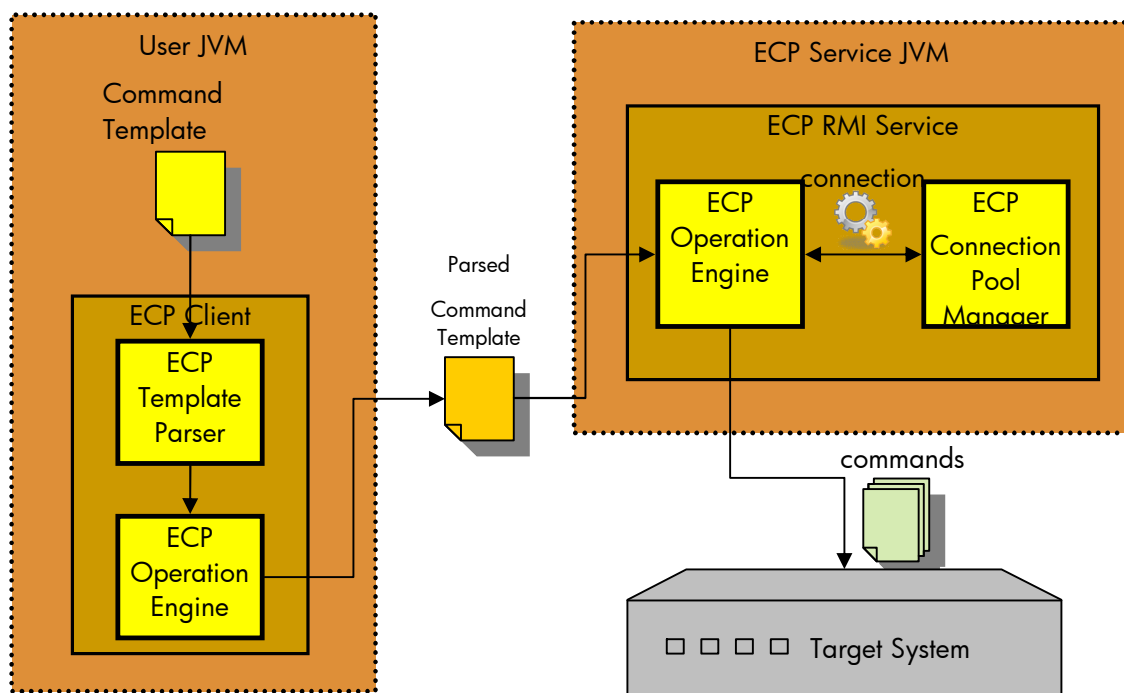 User JVM
Command
Template
ECP Client
ECP
Template
Parser
ECP
Operation
Engine
Parsed
Command
Template
ECP Service JVM
ECP RMI Service
connection
ECP
Operation
Engine
ECP
Connection
Pool
Manager
commands
Target System